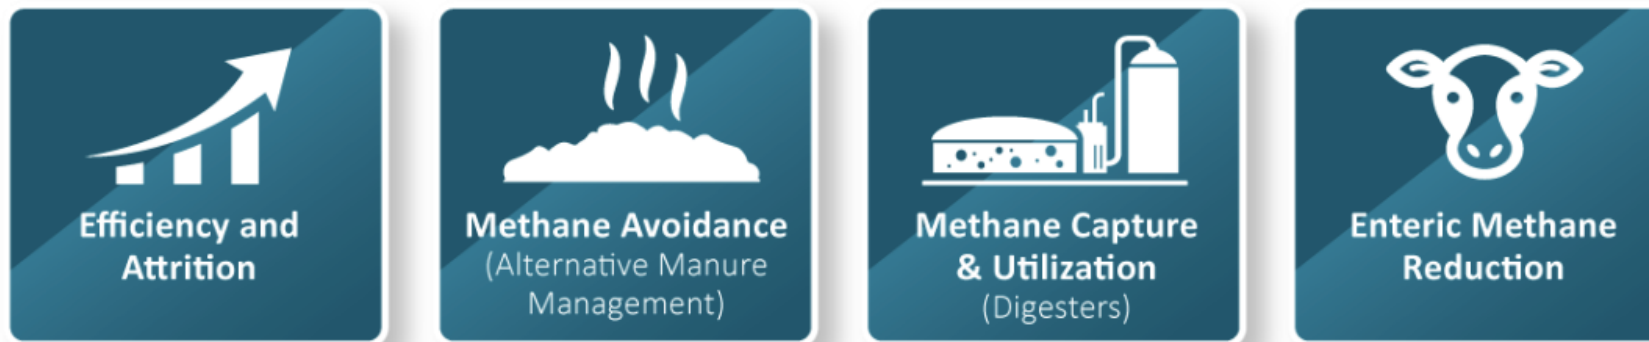 Efficiency and
Attrition
Methane Avoidance
(Alternative Manure
Management)
Methane Capture
& Utilization
(Digesters)
Enteric Methane
Reduction